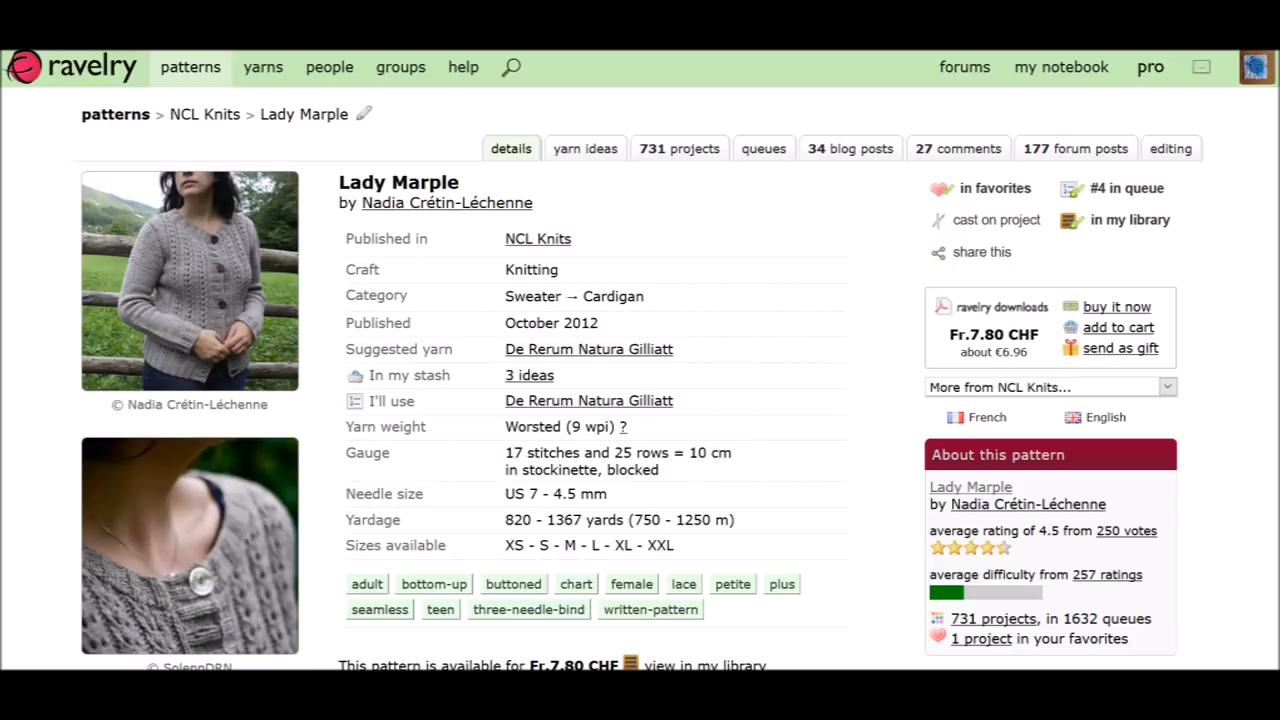 ravelry patterns yarns people groups help forums my notebook pro
patterns > NCL Knits > Lady Marple
details yarn ideas 731 projects queues 34 blog posts 27 comments 177 forum posts editing
Lady Marple
by Nadia Crétin-Léchenne
Published in NCL Knits
Craft Knitting
Category Sweater → Cardigan
Published October 2012
Suggested yarn De Rerum Natura Gilliatt
In my stash 3 ideas
I'll use De Rerum Natura Gilliatt
Yarn weight Worsted (9 wpi) ?
Gauge 17 stitches and 25 rows = 10 cm
in stockinette, blocked
Needle size US 7 - 4.5 mm
Yardage 820 - 1367 yards (750 - 1250 m)
Sizes available XS - S - M - L - XL - XXL
adult bottom-up buttoned chart female lace petite plus
seamless teen three-needle-bind written-pattern
This pattern is available for Fr.7.80 CHF view in my library
© Nadia Crétin-Léchenne
© SolennDRN
in favorites #4 in queue
cast on project in my library
share this
ravelry downloads buy it now
Fr.7.80 CHF add to cart
about €6.96 send as gift
More from NCL Knits...
French English
About this pattern
Lady Marple
by Nadia Crétin-Léchenne
average rating of 4.5 from 250 votes
average difficulty from 257 ratings
731 projects, in 1632 queues
1 project in your favorites